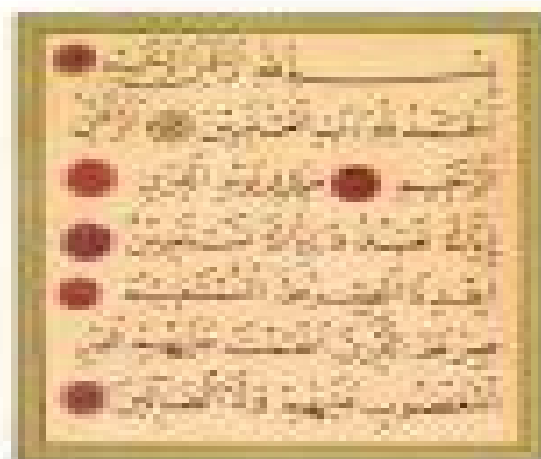 بسم الله الرحمن الرحيم
الحمد لله رب العالمين الرحمن
الرحيم مالك يوم الدين
إياك نعبد وإياك نستعين
اهدنا الصراط المستقيم
صراط الذين أنعمت عليهم غير
المغضوب عليهم ولا الضالين